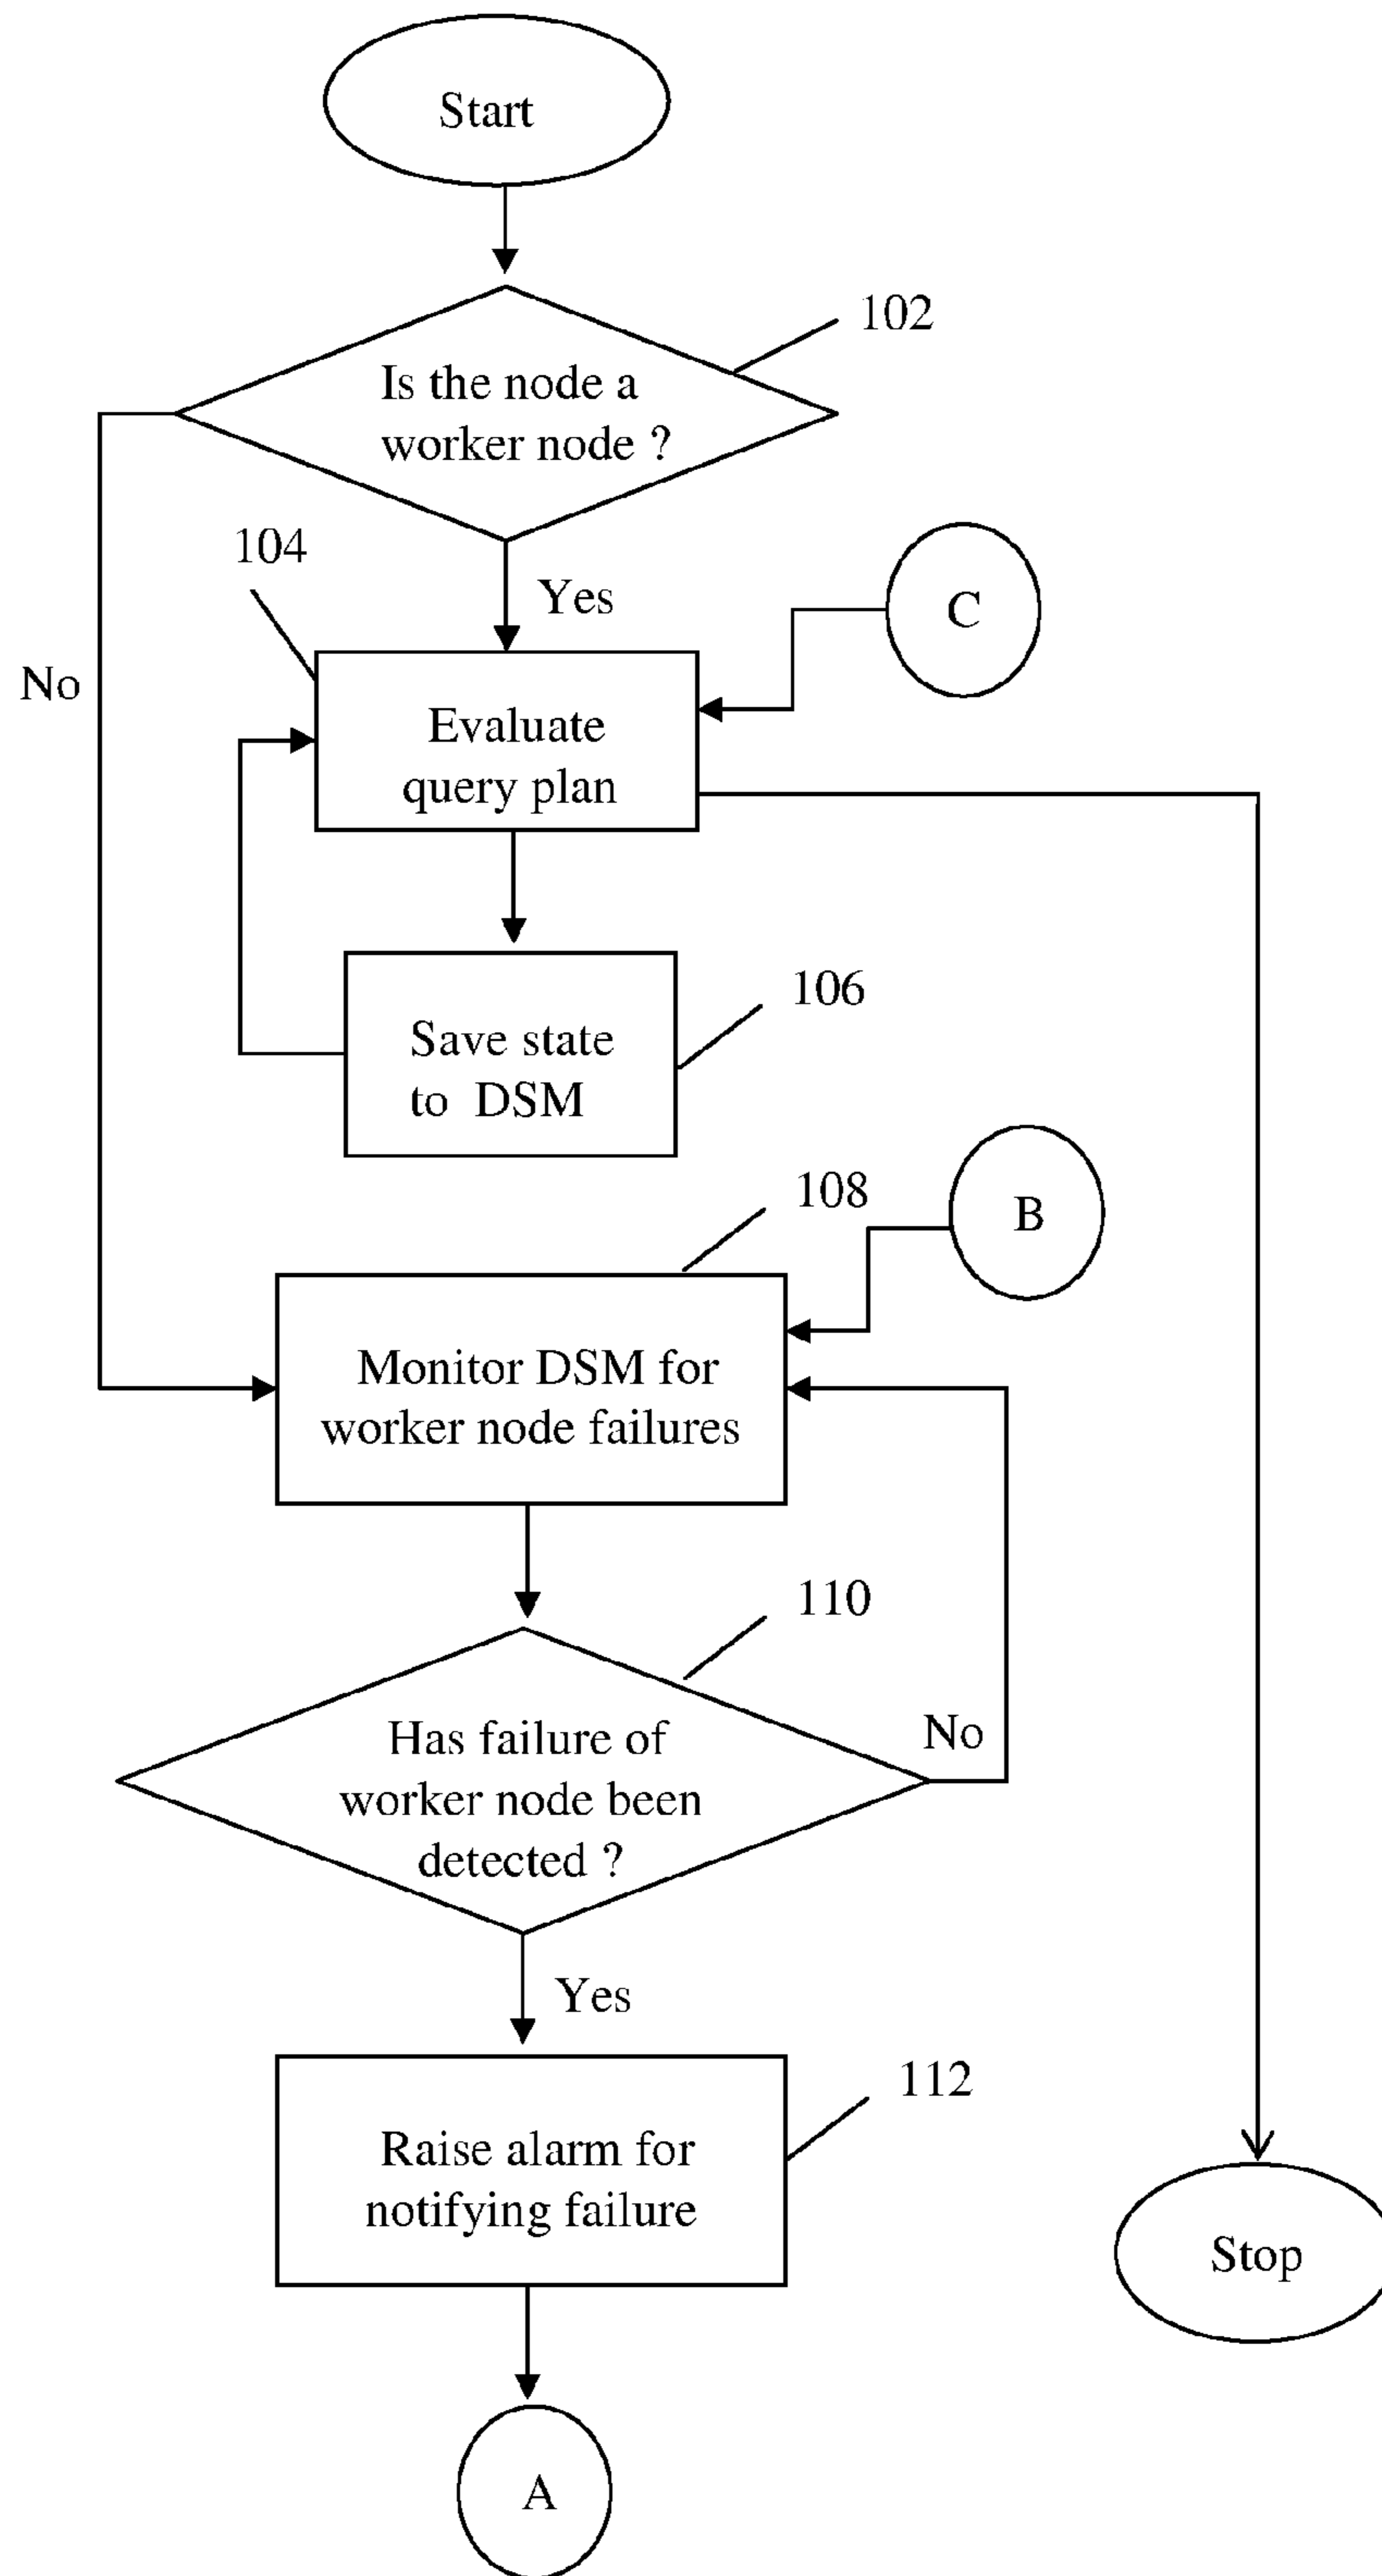 Start
102
Is the node a
worker node ?
104
Yes
C
No
Evaluate
query plan
106
Save state
to DSM
108
B
Monitor DSM for
worker node failures
110
No
Has failure of
worker node been
detected ?
Yes
112
Raise alarm for
notifying failure
Stop
A